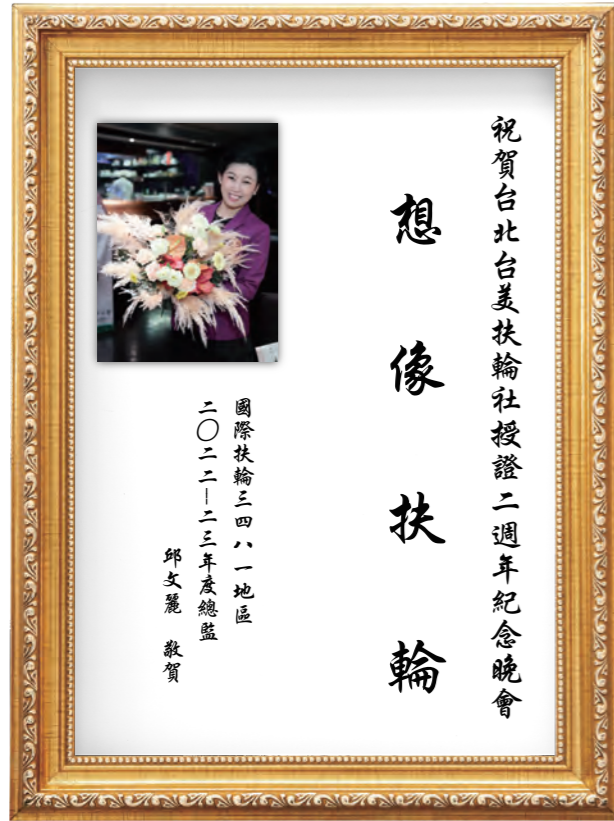 祝賀台北台美扶輪社授證二週年紀念晚會
想像扶輪
國際扶輪三四八一地區
二〇二二—二三年度總監
邱文麗 敬賀